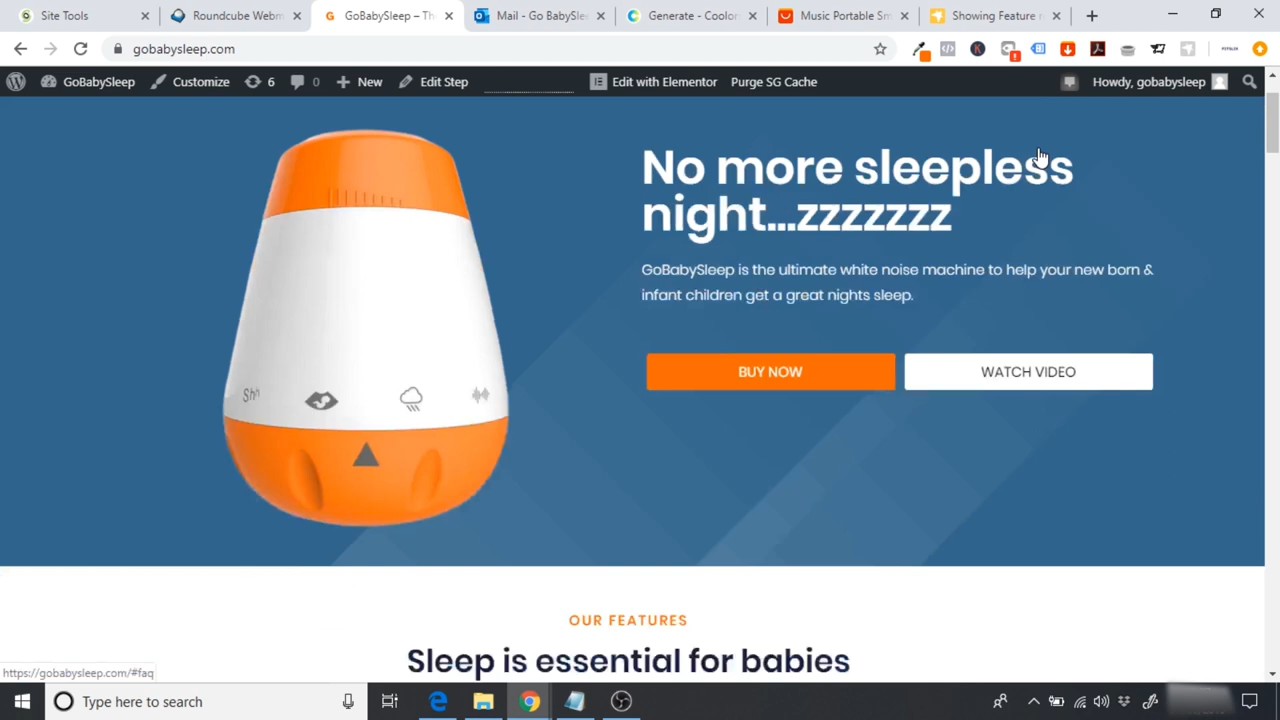 Site Tools
Roundcube Webm
GoBabySleep – Th
Mail - Go BabySle
Generate - Coolor
Music Portable Sm
Showing Feature r
gobabysleep.com
GoBabySleep
Customize
6
0
New
Edit Step
Edit with Elementor
Purge SG Cache
Howdy, gobabysleep
No more sleepless
night...zzzzzzz
GoBabySleep is the ultimate white noise machine to help your new born &
infant children get a great nights sleep.
BUY NOW
WATCH VIDEO
Shh
OUR FEATURES
Sleep is essential for babies
https://gobabysleep.com/#faq
Type here to search